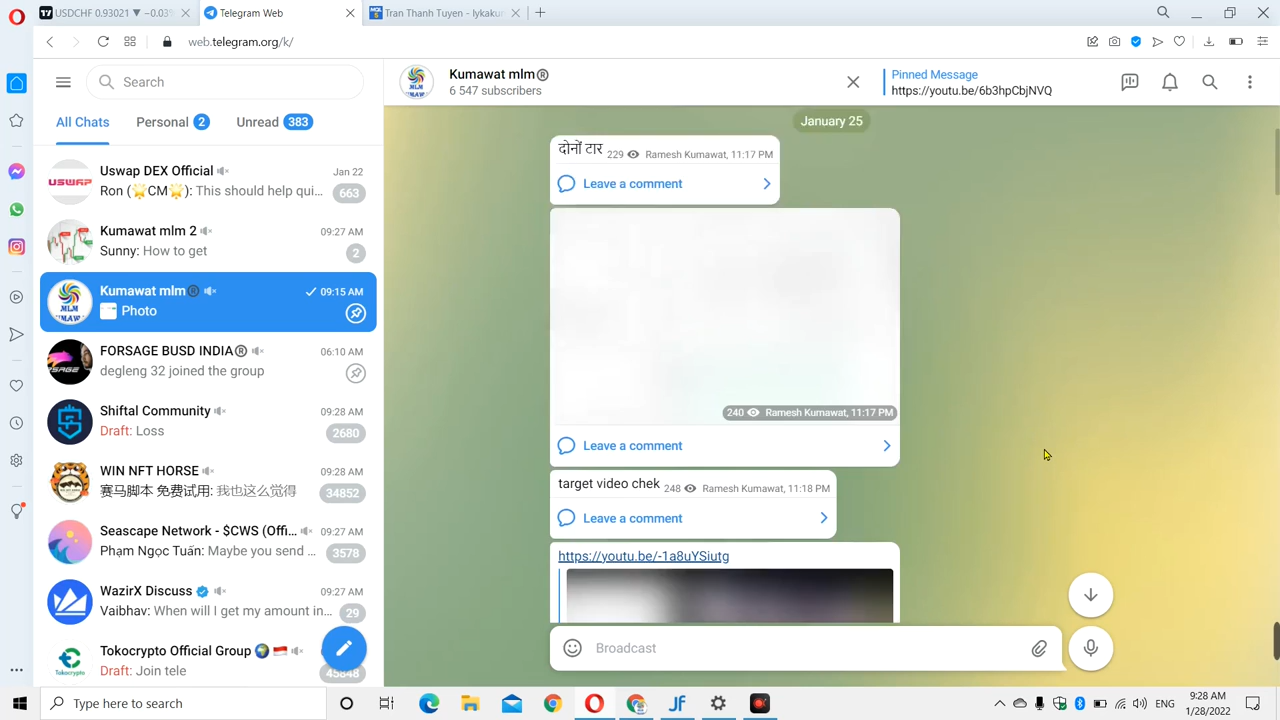 USDCHF 0.93021 ▼ −0.03%
Telegram Web
Tran Thanh Tuyen - lykakun
web.telegram.org/k/
Search
All Chats
Personal 2
Unread 383
Uswap DEX Official
Jan 22
Ron (🌟CM🌟): This should help qui...
663
Kumawat mlm 2
09:27 AM
Sunny: How to get
2
Kumawat mlm®
09:15 AM
Photo
FORSAGE BUSD INDIA®
06:10 AM
degleng 32 joined the group
Shiftal Community
09:28 AM
Draft: Loss
2680
WIN NFT HORSE
09:28 AM
赛马脚本 免费试用: 我也这么觉得
34852
Seascape Network - $CWS (Offi...
09:27 AM
Phạm Ngọc Tuấn: Maybe you send ...
3578
WazirX Discuss
09:27 AM
Vaibhav: When will I get my amount in...
29
Tokocrypto Official Group
Draft: Join tele
45848
Kumawat mlm®
6 547 subscribers
Pinned Message
https://youtu.be/6b3hpCbjNVQ
January 25
दोनों टार 229 Ramesh Kumawat, 11:17 PM
Leave a comment
240 Ramesh Kumawat, 11:17 PM
Leave a comment
target video chek 248 Ramesh Kumawat, 11:18 PM
Leave a comment
https://youtu.be/-1a8uYSiutg
Broadcast
Type here to search
JF
ENG
9:28 AM
1/28/2022